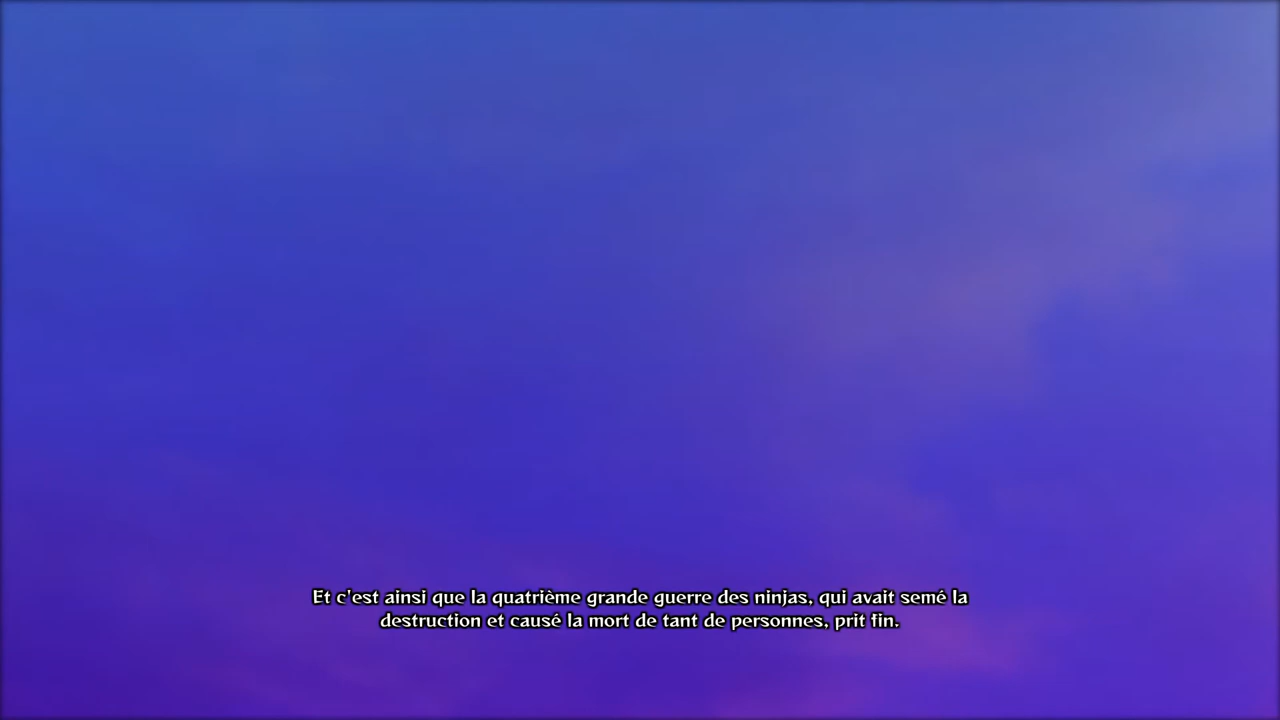 Et c'est ainsi que la quatrième grande guerre des ninjas, qui avait semé la
destruction et causé la mort de tant de personnes, prit fin.